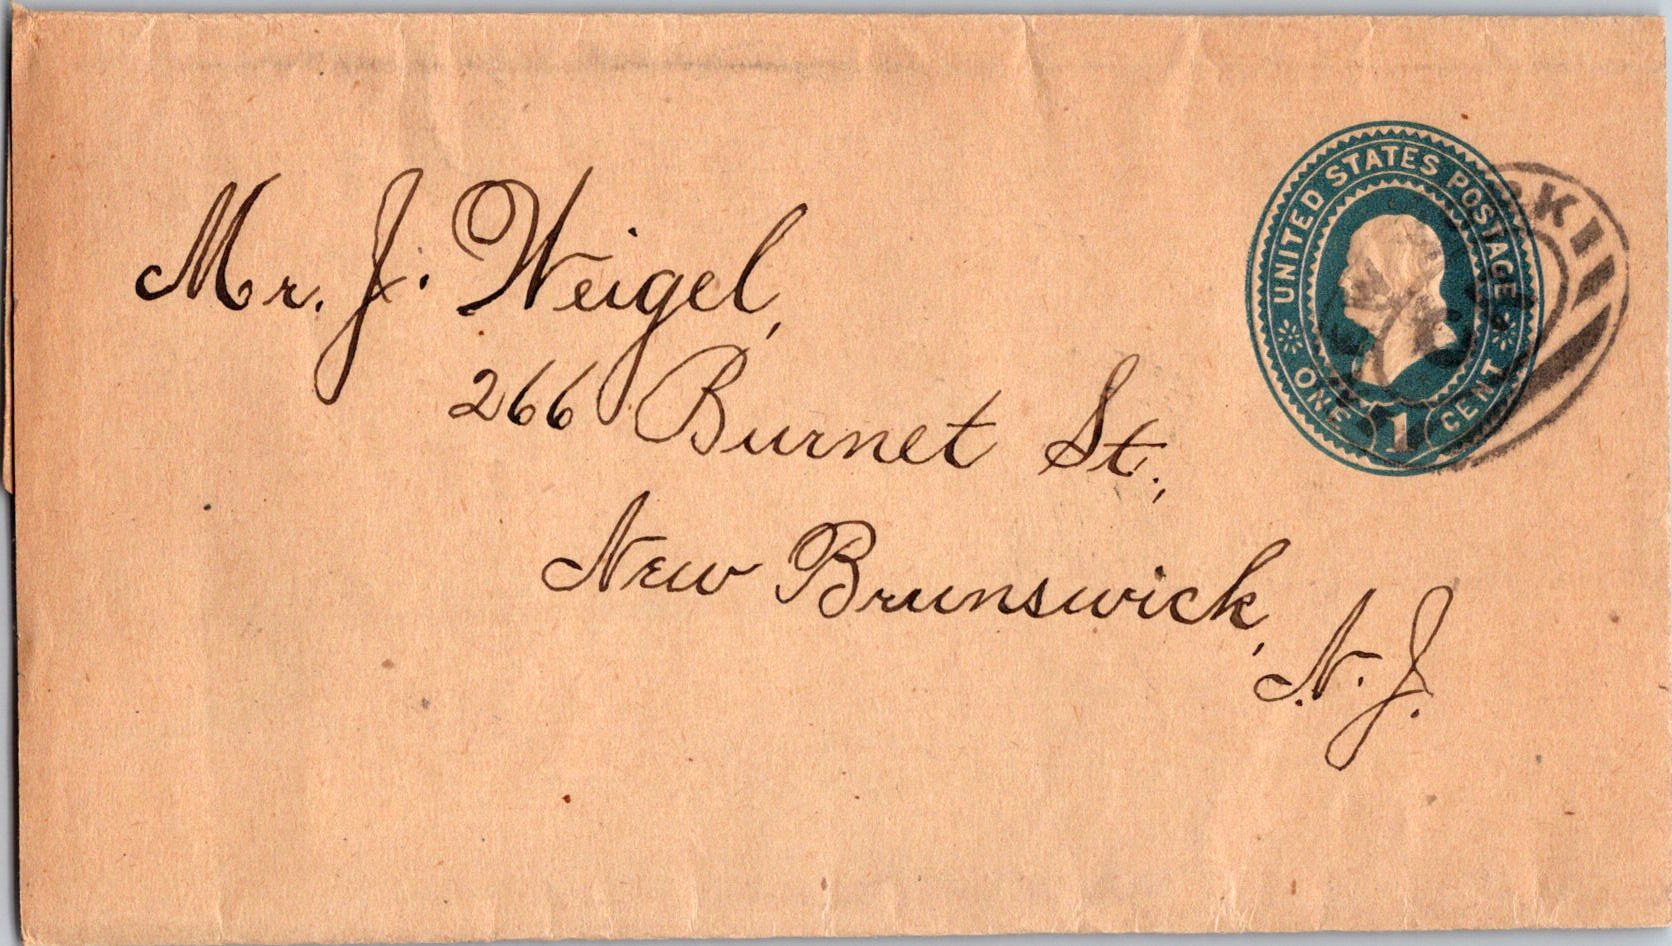 Mr. J. Weigel,
266 Burnet St.,
New Brunswick,
N. J.
UNITED STATES POSTAGE
ONE 1 CENT